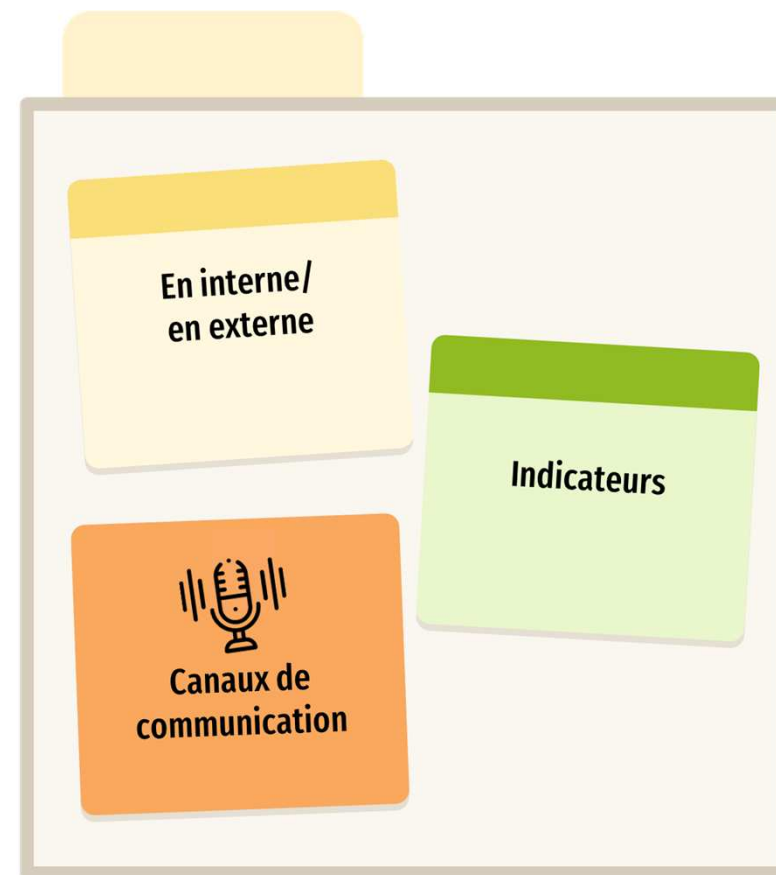 En interne/
en externe
Indicateurs
Canaux de
communication